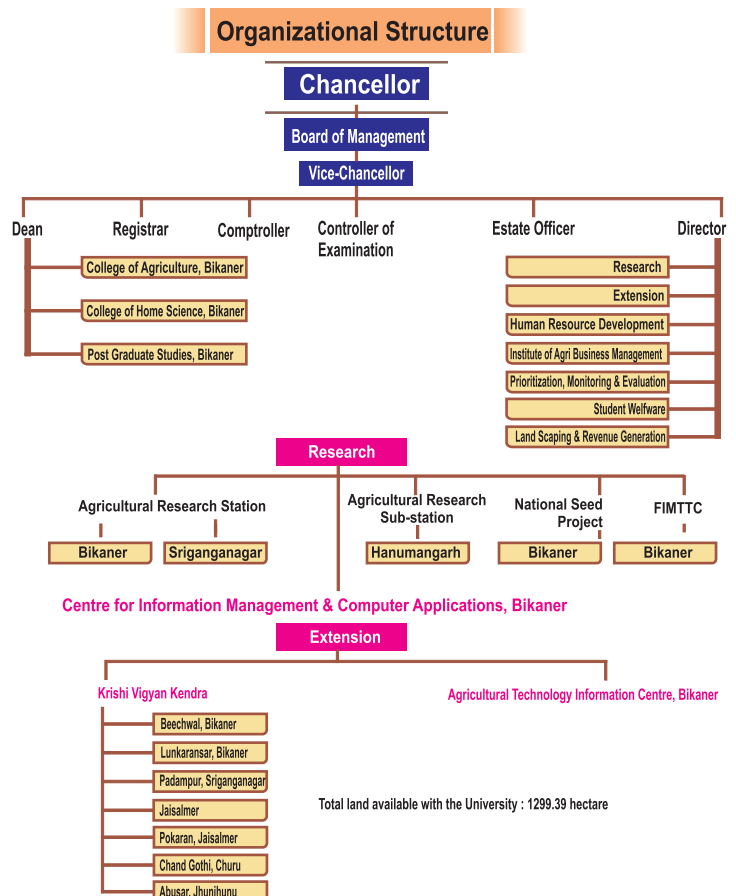 Organizational Structure
Chancellor
Board of Management
Vice-Chancellor
Dean
Registrar
Comptroller
Controller of
Examination
Estate Officer
Director
College of Agriculture, Bikaner
College of Home Science, Bikaner
Post Graduate Studies, Bikaner
Research
Extension
Human Resource Development
Institute of Agri Business Management
Prioritization, Monitoring & Evaluation
Student Welfware
Land Scaping & Revenue Generation
Research
Agricultural Research Station
Agricultural Research
Sub-station
National Seed
Project
FIMTTC
Bikaner
Sriganganagar
Hanumangarh
Bikaner
Bikaner
Centre for Information Management & Computer Applications, Bikaner
Extension
Krishi Vigyan Kendra
Agricultural Technology Information Centre, Bikaner
Beechwal, Bikaner
Lunkaransar, Bikaner
Padampur, Sriganganagar
Jaisalmer
Pokaran, Jaisalmer
Chand Gothi, Churu
Abusar, Jhunjhunu
Total land available with the University : 1299.39 hectare